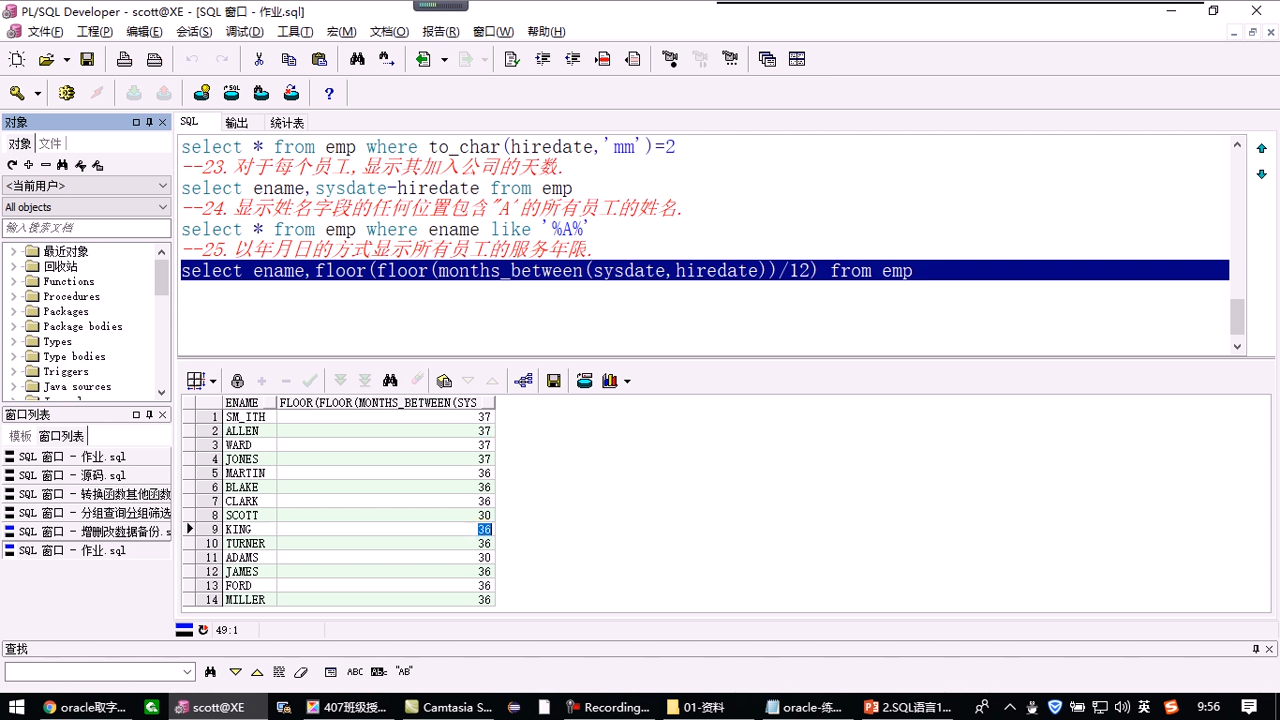 PL/SQL Developer - scott@XE - [SQL 窗口 - 作业.sql]
文件(F) 工程(P) 编辑(E) 会话(S) 调试(D) 工具(T) 宏(M) 文档(O) 报告(R) 窗口(W) 帮助(H)
对象
对象 文件
<当前用户>
All objects
输入搜索文档
最近对象
回收站
Functions
Procedures
Packages
Package bodies
Types
Type bodies
Triggers
Java sources
窗口列表
模板 窗口列表
SQL 窗口 - 作业.sql
SQL 窗口 - 源码.sql
SQL 窗口 - 转换函数其他函数
SQL 窗口 - 分组查询分组筛选
SQL 窗口 - 增删改数据备份.s
SQL 窗口 - 作业.sql
SQL 输出 统计表
select * from emp where to_char(hiredate,'mm')=2
--23.对于每个员工,显示其加入公司的天数.
select ename,sysdate-hiredate from emp
--24.显示姓名字段的任何位置包含"A'的所有员工的姓名.
select * from emp where ename like '%A%'
--25.以年月日的方式显示所有员工的服务年限.
select ename,floor(floor(months_between(sysdate,hiredate))/12) from emp
ENAME FLOOR(FLOOR(MONTHS_BETWEEN(SYS
1 SM_ITH 37
2 ALLEN 37
3 WARD 37
4 JONES 37
5 MARTIN 36
6 BLAKE 36
7 CLARK 36
8 SCOTT 30
9 KING 36
10 TURNER 36
11 ADAMS 30
12 JAMES 36
13 FORD 36
14 MILLER 36
49:1
查找
ABC "AB"
oracle取字... scott@XE 407班级授... Camtasia S... Recording... 01-资料 oracle-练... 2.SQL语言1... 英 9:56